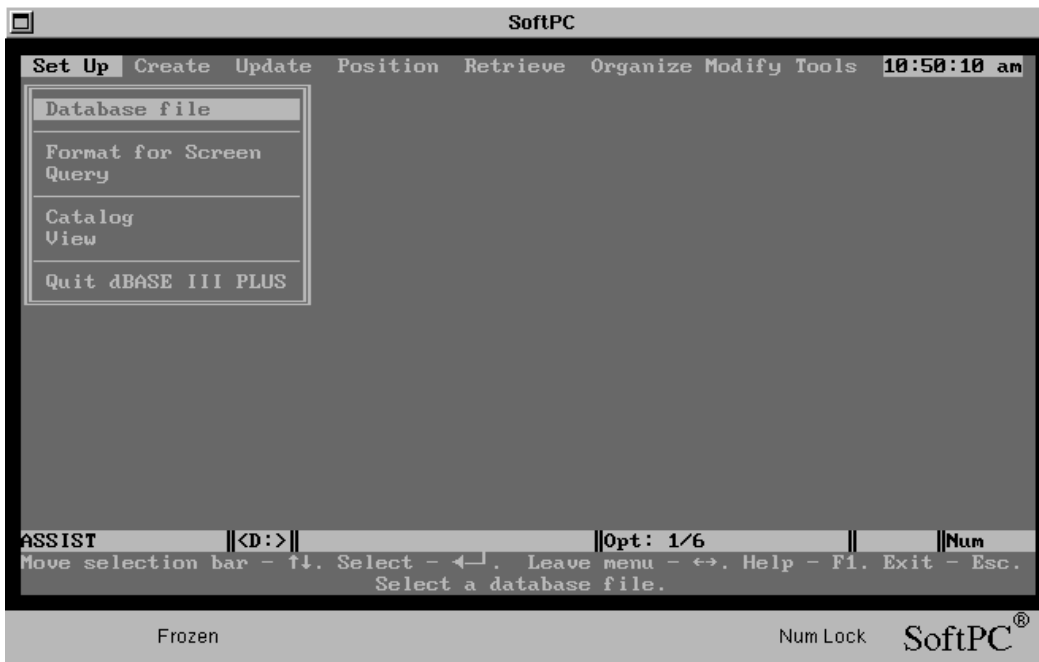 SoftPC
Set Up Create Update Position Retrieve Organize Modify Tools 10:50:10 am
Database file
Format for Screen
Query
Catalog
View
Quit dBASE III PLUS
ASSIST ║<D:>║ ║Opt: 1/6 ║ ║Num
Move selection bar - ↑↓. Select - ◄─┘. Leave menu - ↔. Help - F1. Exit - Esc.
Select a database file.
Frozen Num Lock SoftPC®